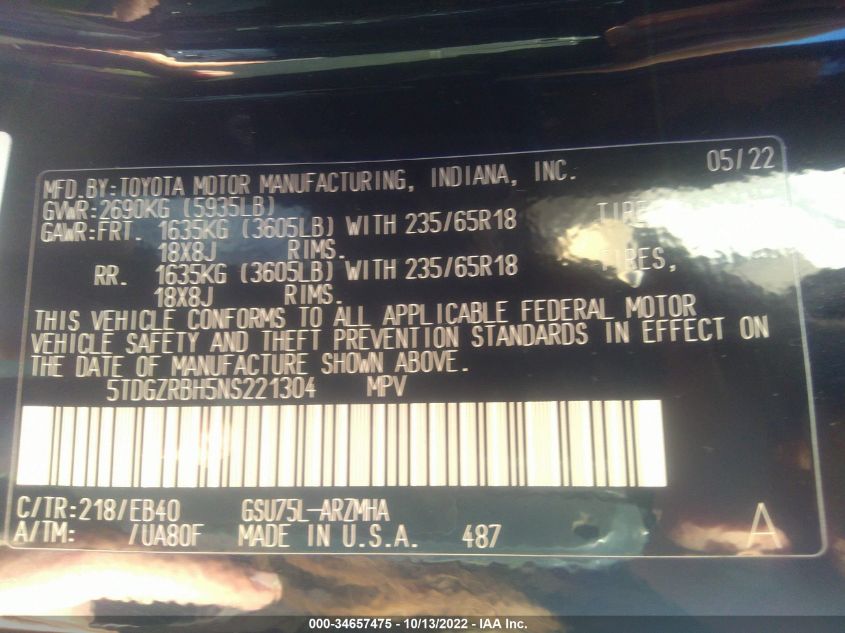 MFD.BY:TOYOTA MOTOR MANUFACTURING, INDIANA, INC. 05/22
GVWR:2690KG (5935LB)
GAWR:FRT. 1635KG (3605LB) WITH 235/65R18 TIRES,
18X8J RIMS.
RR. 1635KG (3605LB) WITH 235/65R18 TIRES,
18X8J RIMS.
THIS VEHICLE CONFORMS TO ALL APPLICABLE FEDERAL MOTOR
VEHICLE SAFETY AND THEFT PREVENTION STANDARDS IN EFFECT ON
THE DATE OF MANUFACTURE SHOWN ABOVE.
5TDGZRBH5NS221304 MPV
C/TR:218/EB40 GSU75L-ARZMHA
A/TM: /UA80F MADE IN U.S.A. 487 A
000-34657475 - 10/13/2022 - IAA Inc.